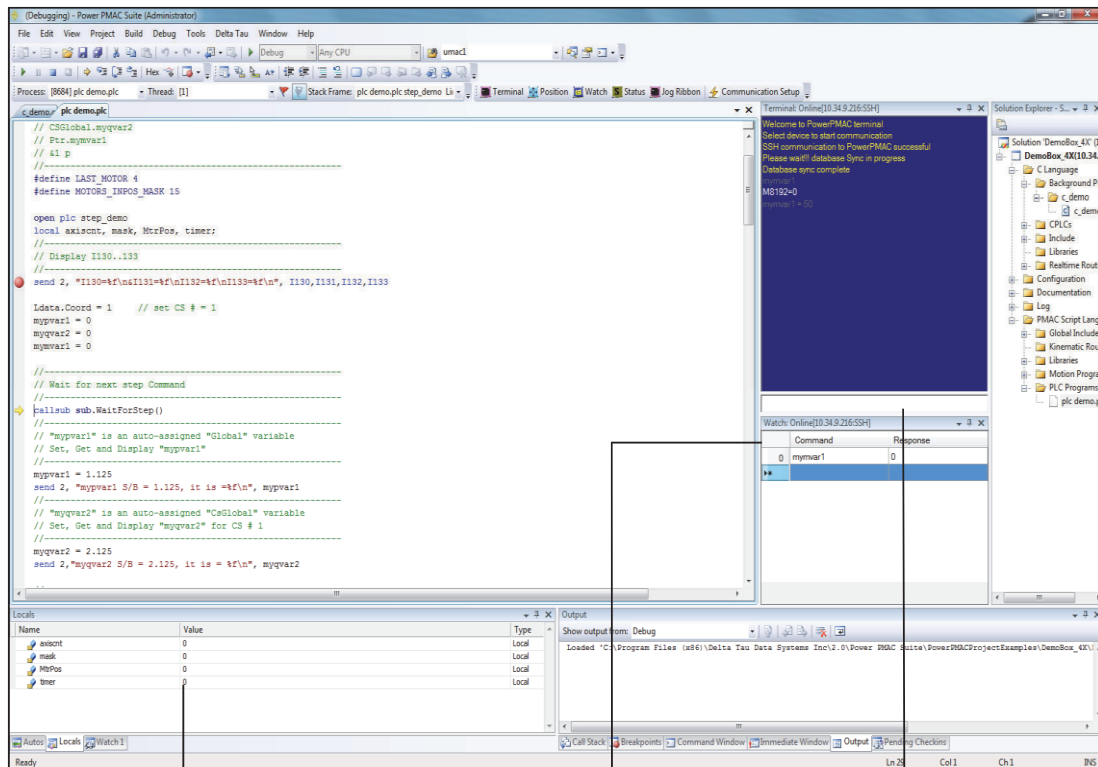 (Debugging) - Power PMAC Suite (Administrator)
File Edit View Project Build Debug Tools Delta Tau Window Help
Debug Any CPU umac1
Hex
Process: [8684] plc demo.plc Thread: [1] Stack Frame: plc demo.plc step_demo Li Terminal Position Watch Status Jog Ribbon Communication Setup
c_demo.c plc demo.plc
// CSGlobal.myqvar2
// Ptr.mymvar1
// &1 p
//------------------------------------------------------
#define LAST_MOTOR 4
#define MOTORS_INPOS_MASK 15
open plc step_demo
local axiscnt, mask, MtrPos, timer;
//------------------------------------------------------
// Display I130..133
//------------------------------------------------------
send 2, "I130=%f\n&I131=%f\nI132=%f\nI133=%f\n", I130,I131,I132,I133
Ldata.Coord = 1 // set CS # = 1
mypvar1 = 0
myqvar2 = 0
mymvar1 = 0
//------------------------------------------------------
// Wait for next step Command
//------------------------------------------------------
callsub sub.WaitForStep()
//------------------------------------------------------
// "mypvar1" is an auto-assigned "Global" variable
// Set, Get and Display "mypvar1"
//------------------------------------------------------
mypvar1 = 1.125
send 2, "mypvar1 S/B = 1.125, it is =%f\n", mypvar1
//------------------------------------------------------
// "myqvar2" is an auto-assigned "CsGlobal" variable
// Set, Get and Display "myqvar2" for CS # 1
//------------------------------------------------------
myqvar2 = 2.125
send 2,"myqvar2 S/B = 2.125, it is = %f\n", myqvar2
Terminal: Online[10.34.9.216:SSH]
Welcome to PowerPMAC terminal
Select device to start communication
SSH communication to PowerPMAC successful
Please wait!!! database Sync in progress
Database sync complete
mymvar1
M8192=0
mymvar1 = 50
Watch: Online[10.34.9.216:SSH]
Command Response
0 mymvar1 0
Solution Explorer - S...
Solution 'DemoBox_4X' (
DemoBox_4X(10.34.
C Language
Background P
c_demo
c_demo
CPLCs
Include
Libraries
Realtime Rout
Configuration
Documentation
Log
PMAC Script Lang
Global Include
Kinematic Rou
Libraries
Motion Progra
PLC Programs
plc demo.p
Locals
Name Value Type
axiscnt 0 Local
mask 0 Local
MtrPos 0 Local
timer 0 Local
Autos Locals Watch 1
Output
Show output from: Debug
Loaded 'C:\Program Files (x86)\Delta Tau Data Systems Inc\2.0\Power PMAC Suite\PowerPMACProjectExamples\DemoBox_4X\
Call Stack Breakpoints Command Window Immediate Window Output Pending Checkins
Ready Ln 29 Col 1 Ch 1 INS